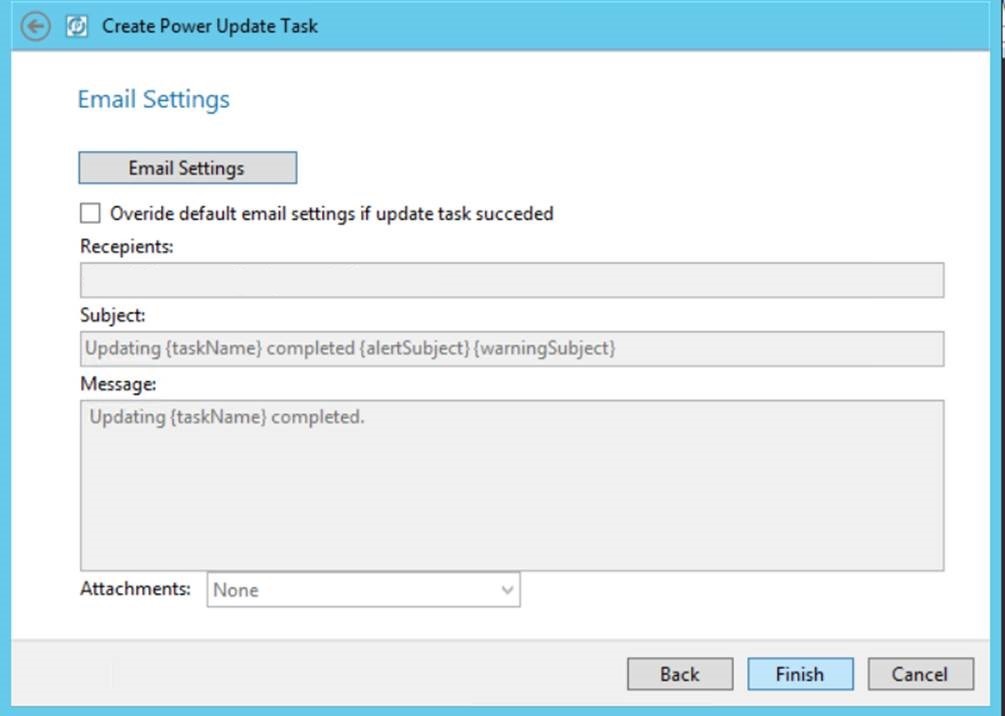 Create Power Update Task
Email Settings
Email Settings
Overide default email settings if update task succeded
Recepients:
Subject:
Updating {taskName} completed {alertSubject} {warningSubject}
Message:
Updating {taskName} completed.
Attachments: None
Back Finish Cancel